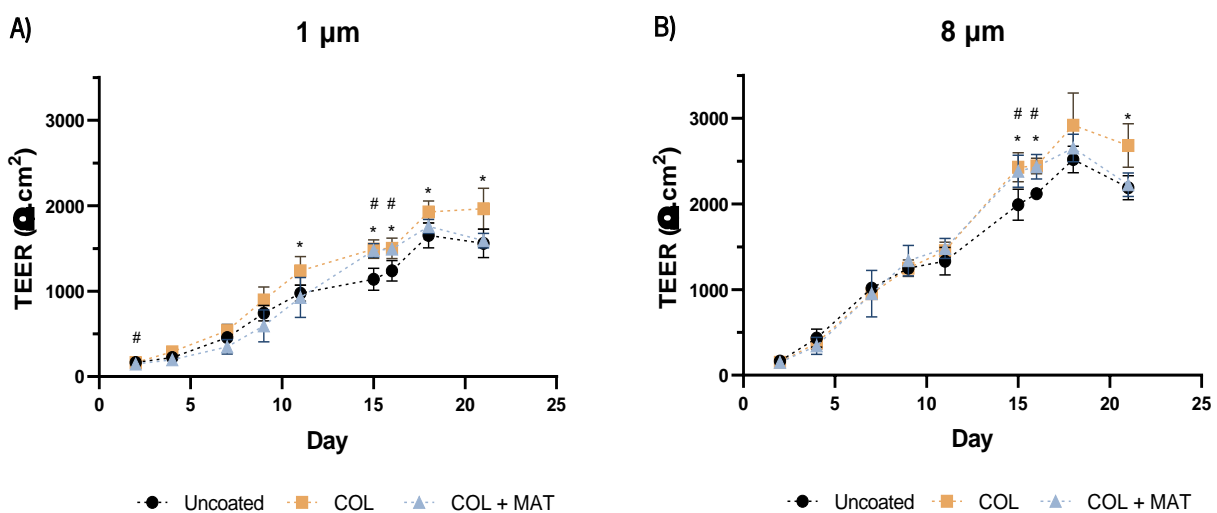 A)
1 µm
TEER (Ω.cm²)
3000
2000
1000
0
# * # * # * * *
0 5 10 15 20 25
Day
Uncoated COL COL + MAT
B)
8 µm
TEER (Ω.cm²)
3000
2000
1000
0
# # * * *
0 5 10 15 20 25
Day
Uncoated COL COL + MAT